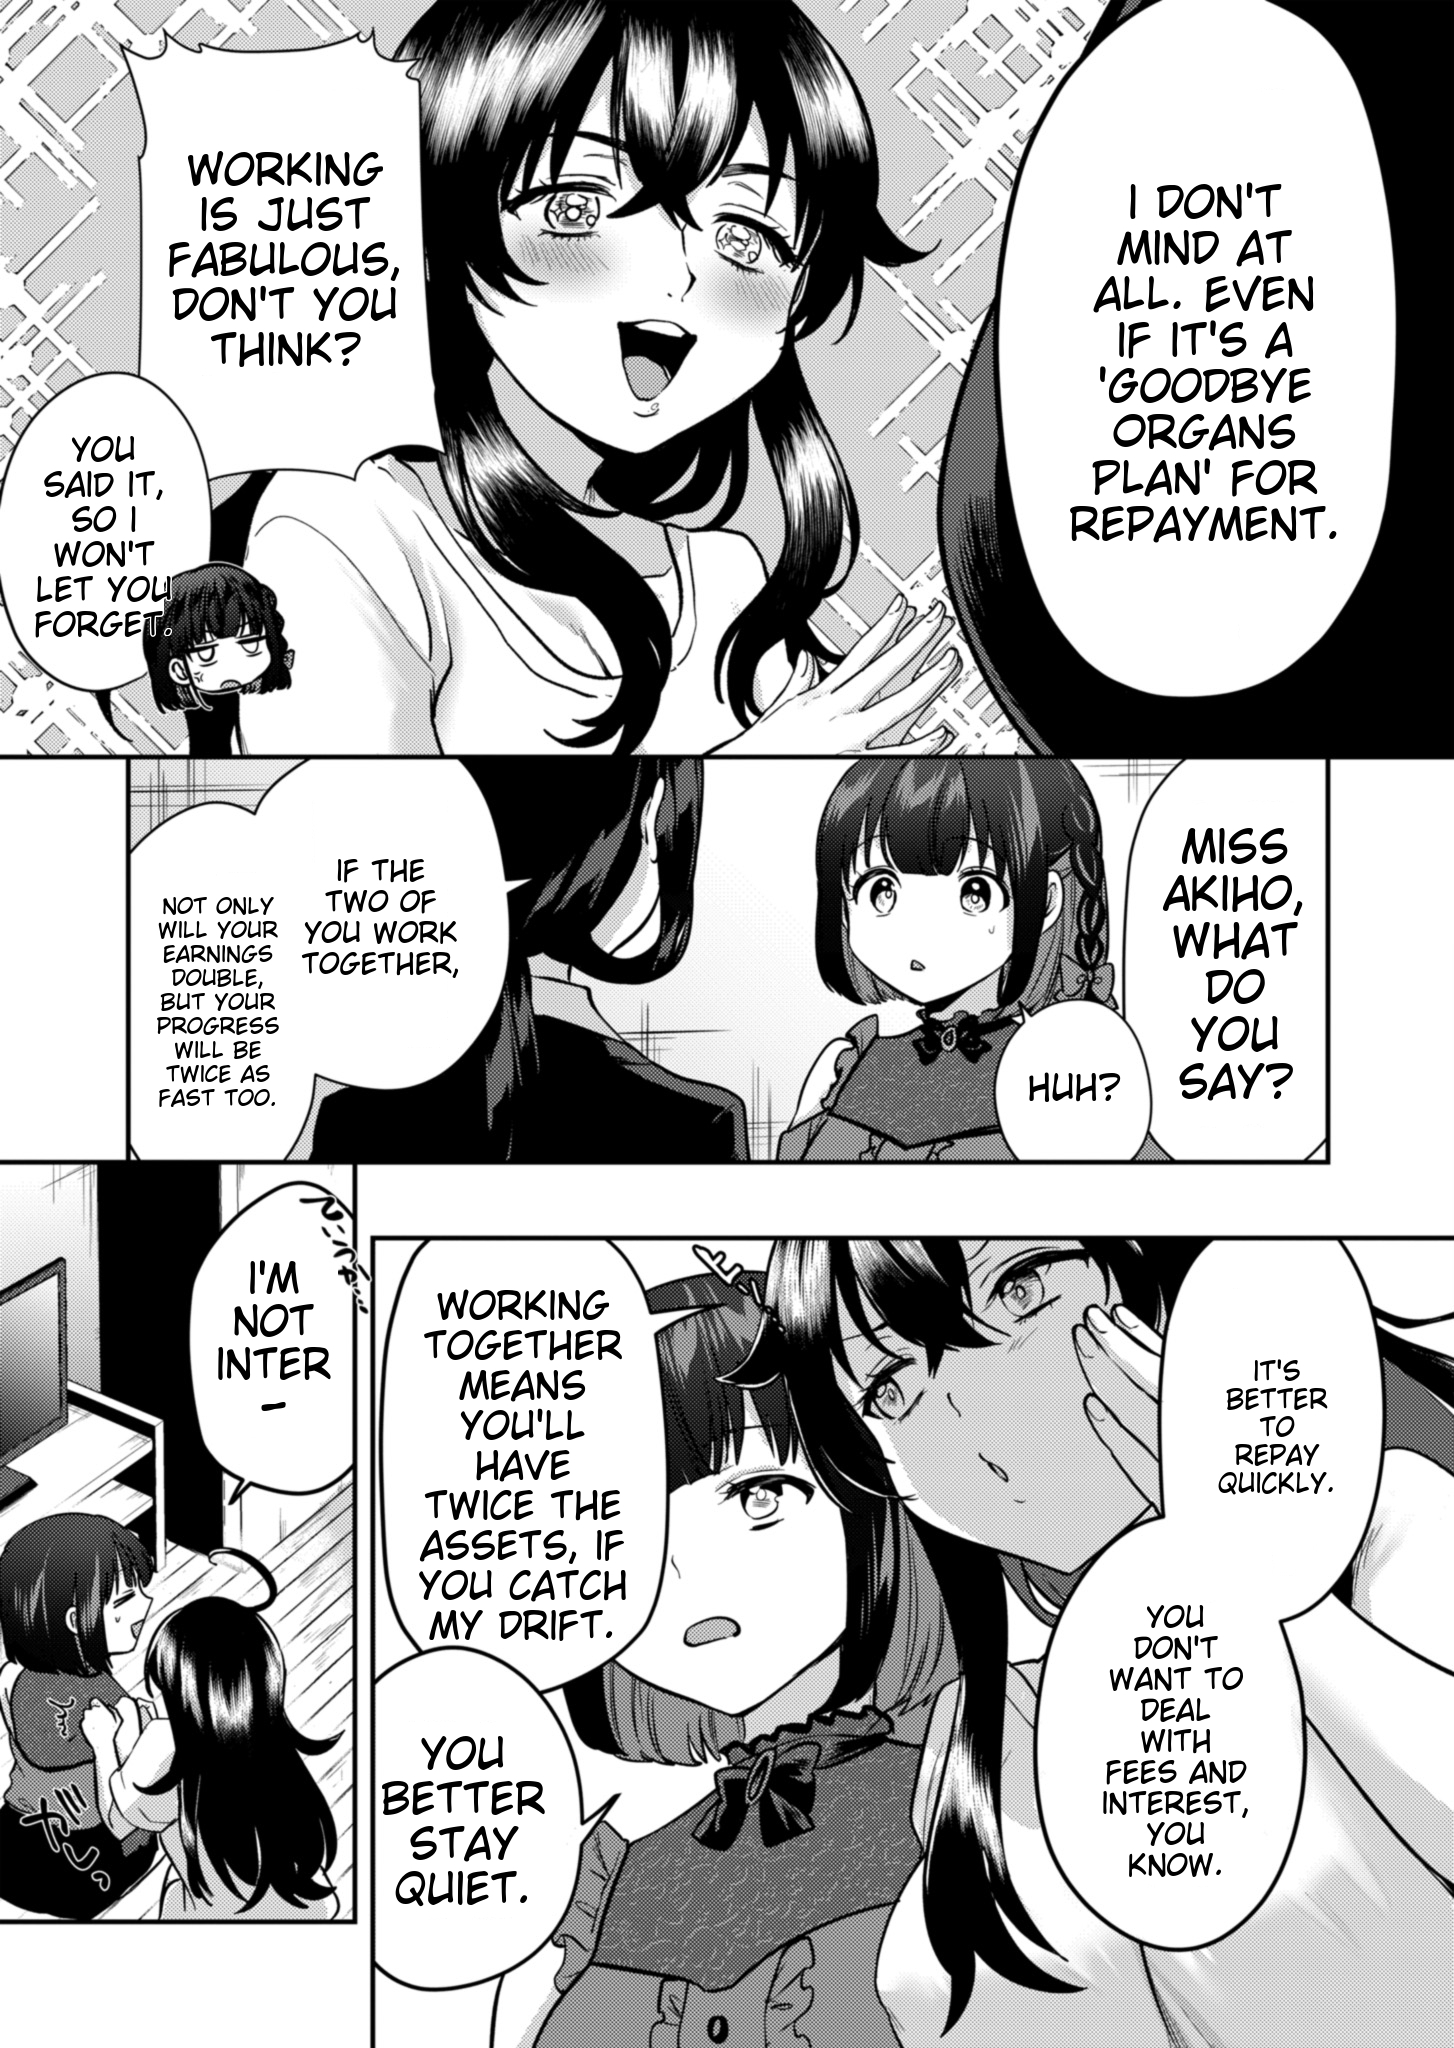 I DON'T
MIND AT
ALL. EVEN
IF IT'S A
'GOODBYE
ORGANS
PLAN' FOR
REPAYMENT.
WORKING
IS JUST
FABULOUS,
DON'T YOU
THINK?
YOU
SAID IT,
SO I
WON'T
LET YOU
FORGET.
MISS
AKIHO,
WHAT
DO
YOU
SAY?
HUH?
IF THE
TWO OF
YOU WORK
TOGETHER,
NOT ONLY
WILL YOUR
EARNINGS
DOUBLE,
BUT YOUR
PROGRESS
WILL BE
TWICE AS
FAST TOO.
IT'S
BETTER
TO
REPAY
QUICKLY.
YOU
DON'T
WANT TO
DEAL
WITH
FEES AND
INTEREST,
YOU
KNOW.
WORKING
TOGETHER
MEANS
YOU'LL
HAVE
TWICE THE
ASSETS, IF
YOU CATCH
MY DRIFT.
YOU
BETTER
STAY
QUIET.
I'M
NOT
INTER
-
ガシッ